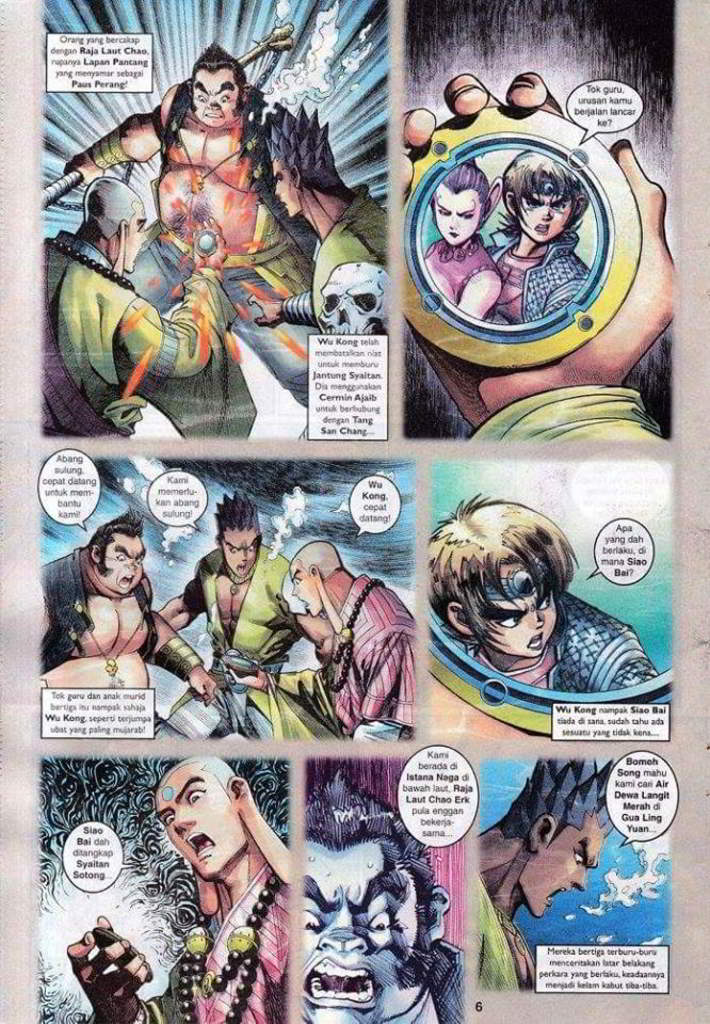 Orang yang bercakap
dengan Raja Laut Chao,
rupanya Lapan Pantang
yang menyamar sebagai
Paus Perang!
Wu Kong telah
membatalkan niat
untuk memburu
Jantung Syaitan.
Dia menggunakan
Cermin Ajaib
untuk berhubung
dengan Tang
San Chang...
Tok guru,
urusan kamu
berjalan lancar
ke?
Abang
sulung,
cepat datang
untuk mem-
bantu
kami!
Kami
memerlu-
kan abang
sulung!
Wu
Kong,
cepat
datang!
Tok guru dan anak murid
bertiga itu nampak sahaja
Wu Kong, seperti terjumpa
ubat yang paling mujarab!
Apa
yang dah
berlaku, di
mana Siao
Bai?
Wu Kong nampak Siao Bai
tiada di sana, sudah tahu ada
sesuatu yang tidak kena...
Siao
Bai dah
ditangkap
Syaitan
Sotong...
Kami
berada di
Istana Naga di
bawah laut, Raja
Laut Chao Erk
pula enggan
bekerja-
sama...
Bomoh
Song mahu
kami cari Air
Dewa Langit
Merah di
Gua Ling
Yuan...
Mereka bertiga terburu-buru
menceritakan latar belakang
perkara yang berlaku, keadaannya
menjadi kelam kabut tiba-tiba.
6